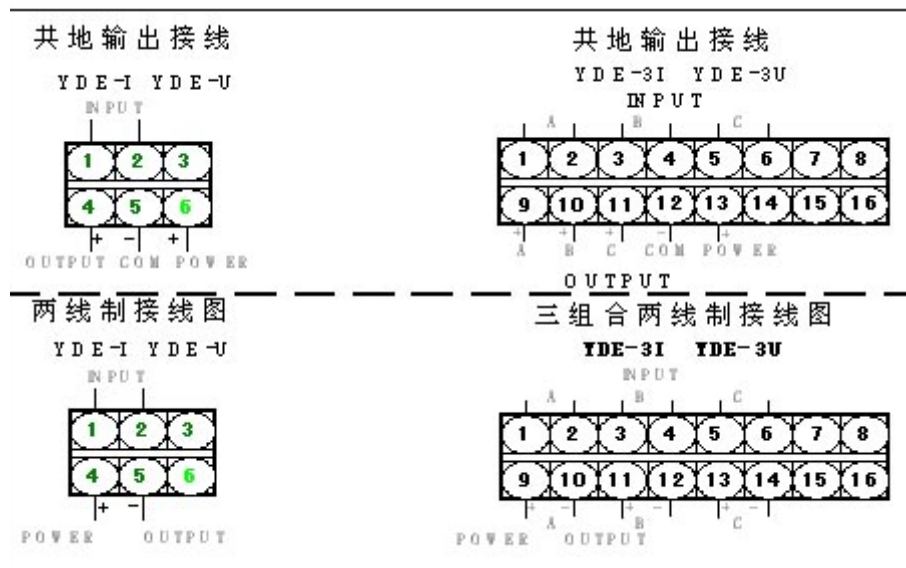 共地输出接线
YDE-I YDE-U
INPUT
1 2 3
4 5 6
+ - +
OUTPUT COM POWER
共地输出接线
YDE-3I YDE-3U
INPUT
A B C
1 2 3 4 5 6 7 8
9 10 11 12 13 14 15 16
+ + + - +
A B C COM POWER
OUTPUT
两线制接线图
YDE-I YDE-U
INPUT
1 2 3
4 5 6
+ -
POWER OUTPUT
三组合两线制接线图
YDE-3I YDE-3U
INPUT
A B C
1 2 3 4 5 6 7 8
9 10 11 12 13 14 15 16
+ - + - + -
A B C
POWER OUTPUT